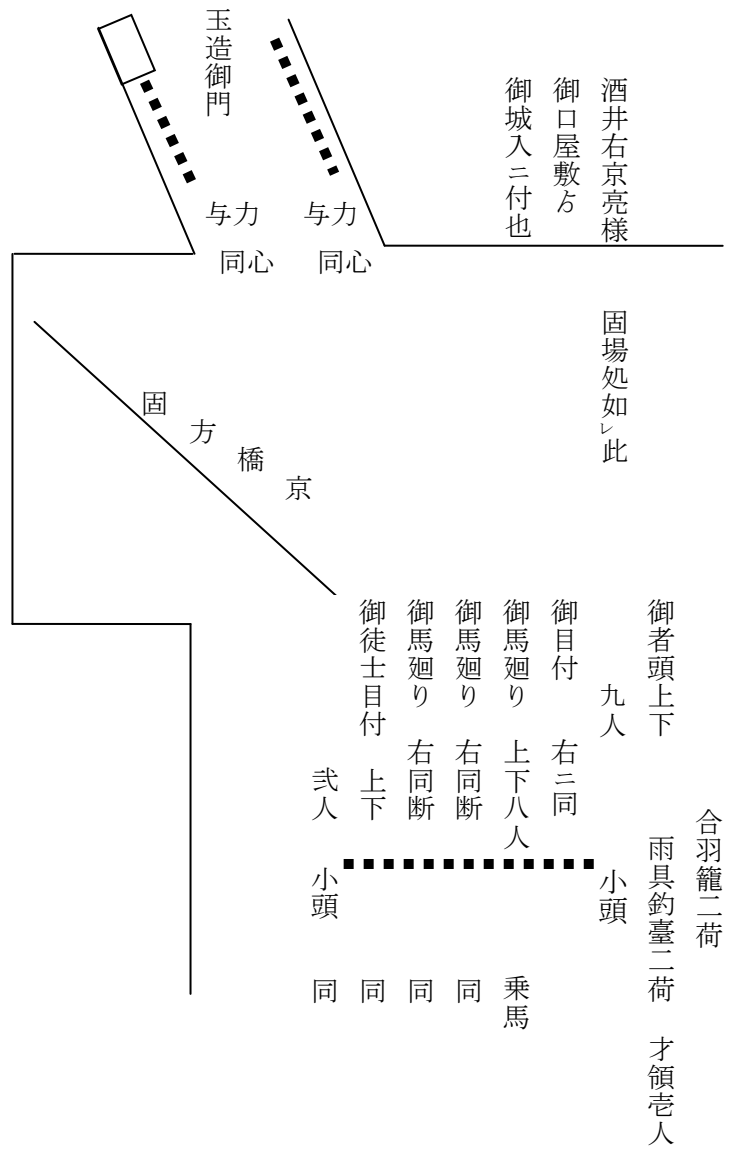 酒井右京亮様
御口屋敷ゟ
御城入ニ付也
玉造御門
与力
同心
与力
同心
固場処如㆑此
京橋方固
合羽籠二荷
御者頭上下
九人
雨具釣臺二荷 才領壱人
御目付 右ニ同
御馬廻り 上下八人
御馬廻り 右同断
御馬廻り 右同断
御徒士目付 上下
弐人
小頭
小頭
乗馬
同
同
同
同